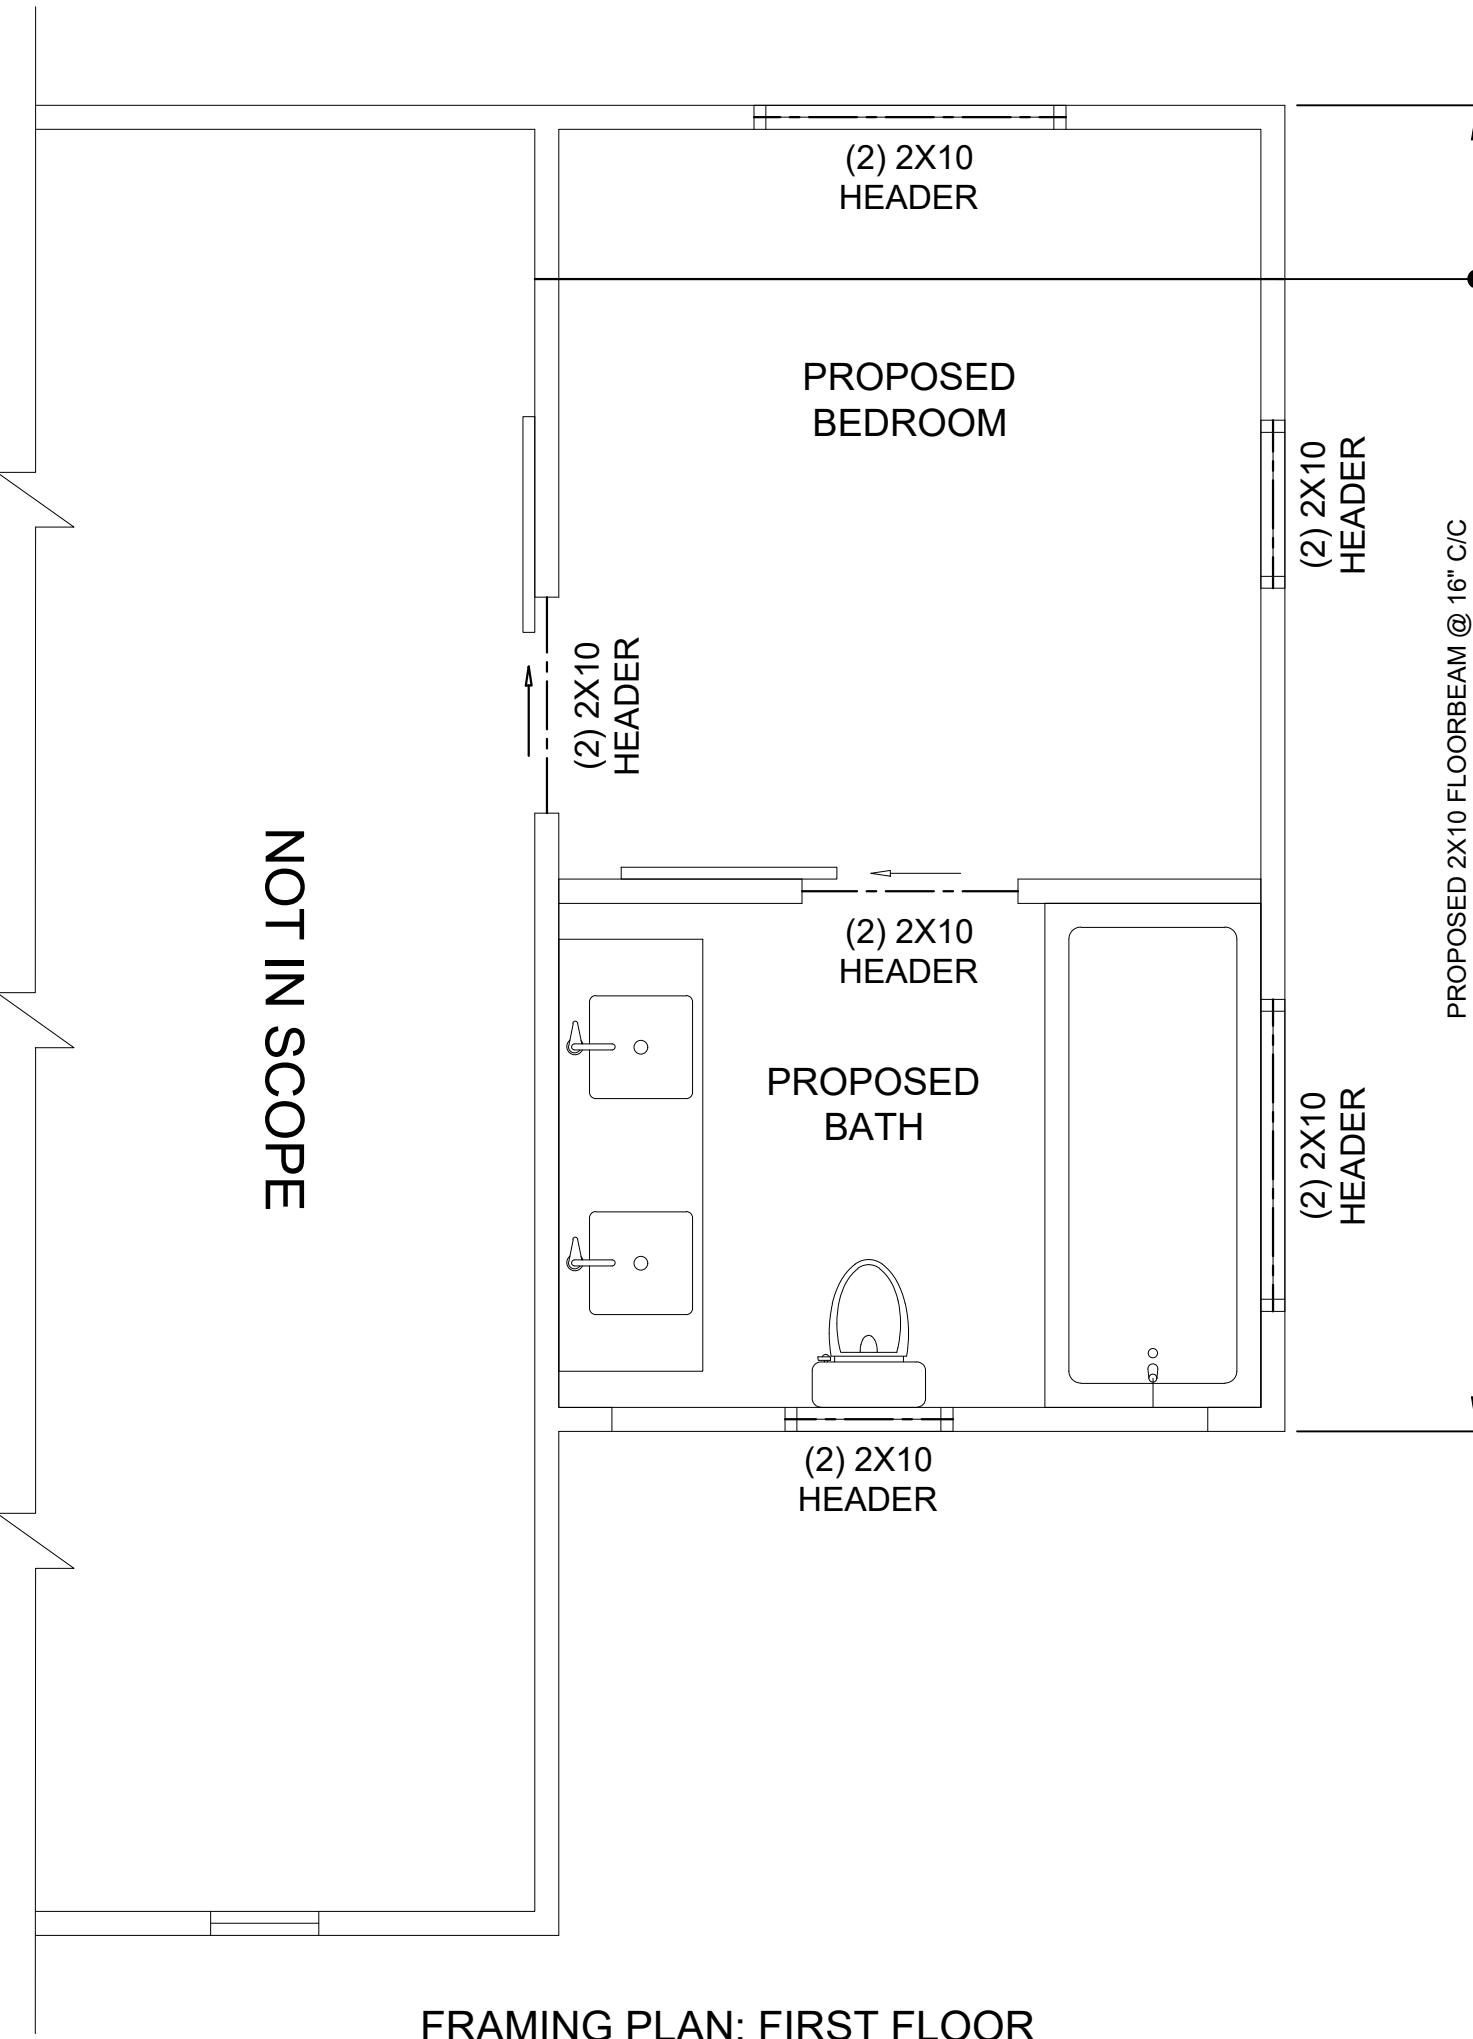 (2) 2X10
HEADER
PROPOSED
BEDROOM
(2) 2X10
HEADER
PROPOSED 2X10 FLOORBEAM @ 16" C/C
(2) 2X10
HEADER
NOT IN SCOPE
(2) 2X10
HEADER
PROPOSED
BATH
(2) 2X10
HEADER
(2) 2X10
HEADER
FRAMING PLAN: FIRST FLOOR